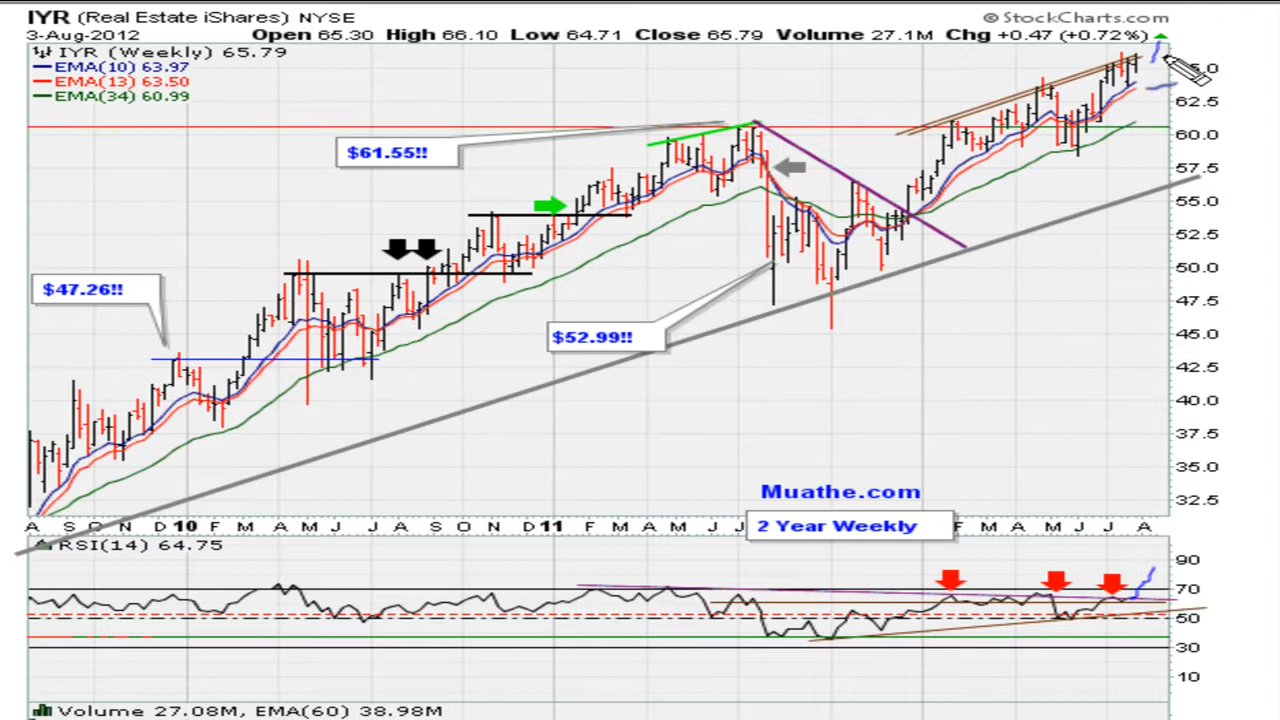 IYR (Real Estate iShares) NYSE
© StockCharts.com
3-Aug-2012 Open 65.30 High 66.10 Low 64.71 Close 65.79 Volume 27.1M Chg +0.47 (+0.72%)
IYR (Weekly) 65.79
EMA(10) 63.97
EMA(13) 63.50
EMA(34) 60.99
62.5
60.0
57.5
55.0
52.5
50.0
47.5
45.0
42.5
40.0
37.5
35.0
32.5
$61.55!!
$47.26!!
$52.99!!
Muathe.com
2 Year Weekly
A S O N D 10 F M A M J J A S O N D 11 F M A M J J F M A M J J A
RSI(14) 64.75
90
70
50
30
10
Volume 27.08M, EMA(60) 38.98M